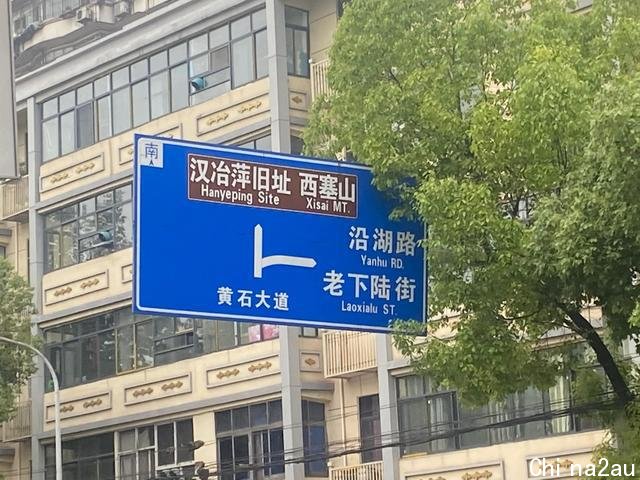 南
汉冶萍旧址 西塞山
Hanyeping Site Xisai MT.
沿湖路
Yanhu RD.
老下陆街
Laoxialu ST.
黄石大道
Chi na2au